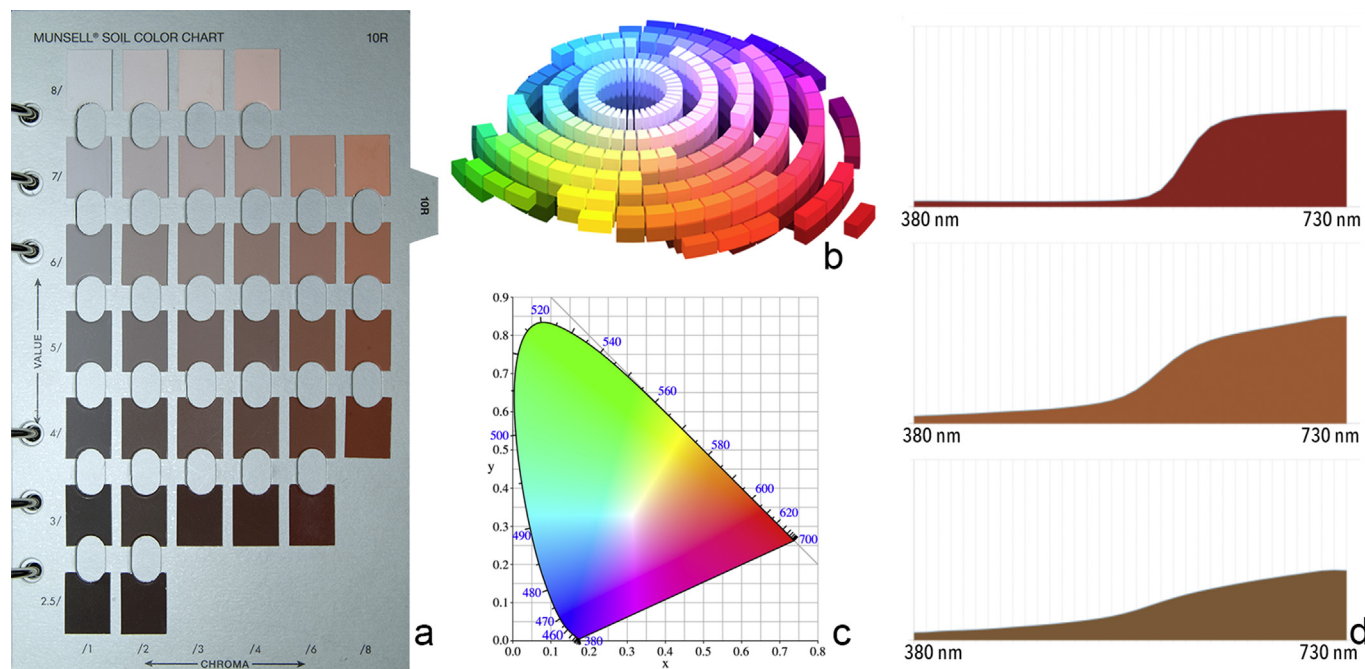 MUNSELL® SOIL COLOR CHART 10R
8/
7/
10R
6/
VALUE
5/
4/
3/
2.5/
/1 /2 /3 /4 /6 /8
CHROMA
a
b
0.9
0.8
0.7
0.6
0.5
y
0.4
0.3
0.2
0.1
0.0
520
540
560
500
580
600
620
490
700
480
470
460
380
0.0 0.1 0.2 0.3 0.4 0.5 0.6 0.7 0.8
x
c
380 nm 730 nm
380 nm 730 nm
380 nm 730 nm
d